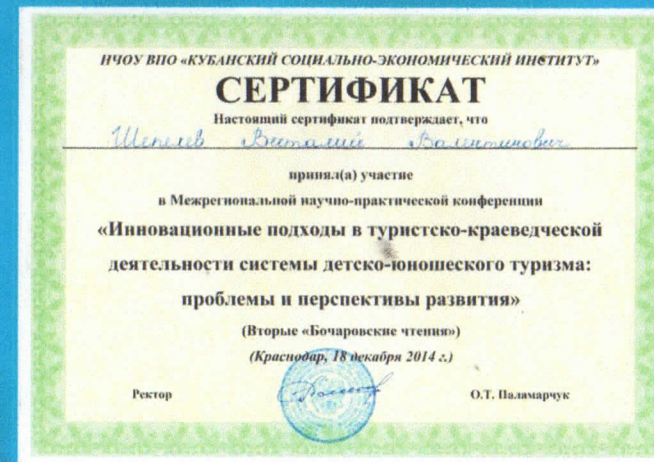 НЧОУ ВПО «КУБАНСКИЙ СОЦИАЛЬНО-ЭКОНОМИЧЕСКИЙ ИНСТИТУТ»
СЕРТИФИКАТ
Настоящий сертификат подтверждает, что
Шепелев Виталий Валентинович
принял(а) участие
в Межрегиональной научно-практической конференции
«Инновационные подходы в туристско-краеведческой
деятельности системы детско-юношеского туризма:
проблемы и перспективы развития»
(Вторые «Бочаровские чтения»)
(Краснодар, 18 декабря 2014 г.)
Ректор О.Т. Паламарчук